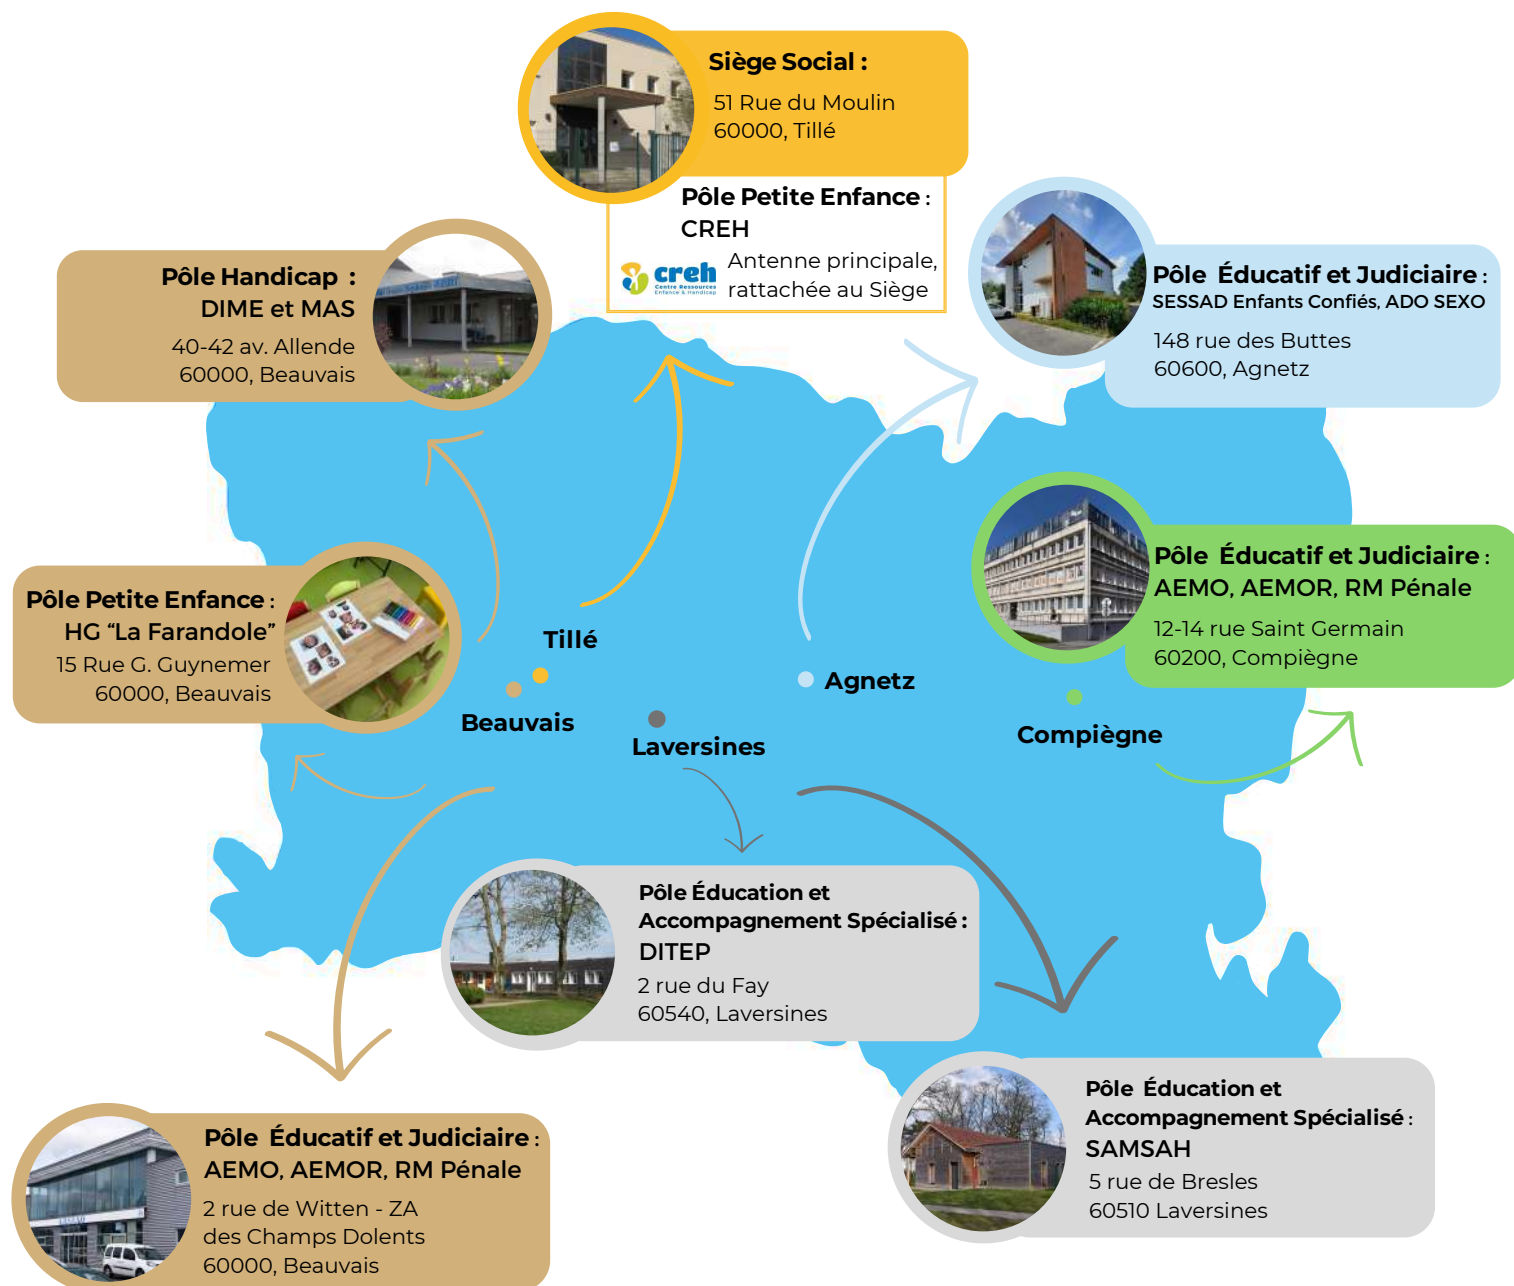 Siège Social :
51 Rue du Moulin
60000, Tillé
Pôle Petite Enfance :
CREH
creh
Centre Ressources
Enfance & Handicap
Antenne principale,
rattachée au Siège
Pôle Handicap :
DIME et MAS
40-42 av. Allende
60000, Beauvais
Pôle Éducatif et Judiciaire :
SESSAD Enfants Confiés, ADO SEXO
148 rue des Buttes
60600, Agnetz
Pôle Petite Enfance :
HG “La Farandole”
15 Rue G. Guynemer
60000, Beauvais
Pôle Éducatif et Judiciaire :
AEMO, AEMOR, RM Pénale
12-14 rue Saint Germain
60200, Compiègne
Tillé
Beauvais
Laversines
Agnetz
Compiègne
Pôle Éducation et
Accompagnement Spécialisé :
DITEP
2 rue du Fay
60540, Laversines
Pôle Éducation et
Accompagnement Spécialisé :
SAMSAH
5 rue de Bresles
60510 Laversines
Pôle Éducatif et Judiciaire :
AEMO, AEMOR, RM Pénale
2 rue de Witten - ZA
des Champs Dolents
60000, Beauvais